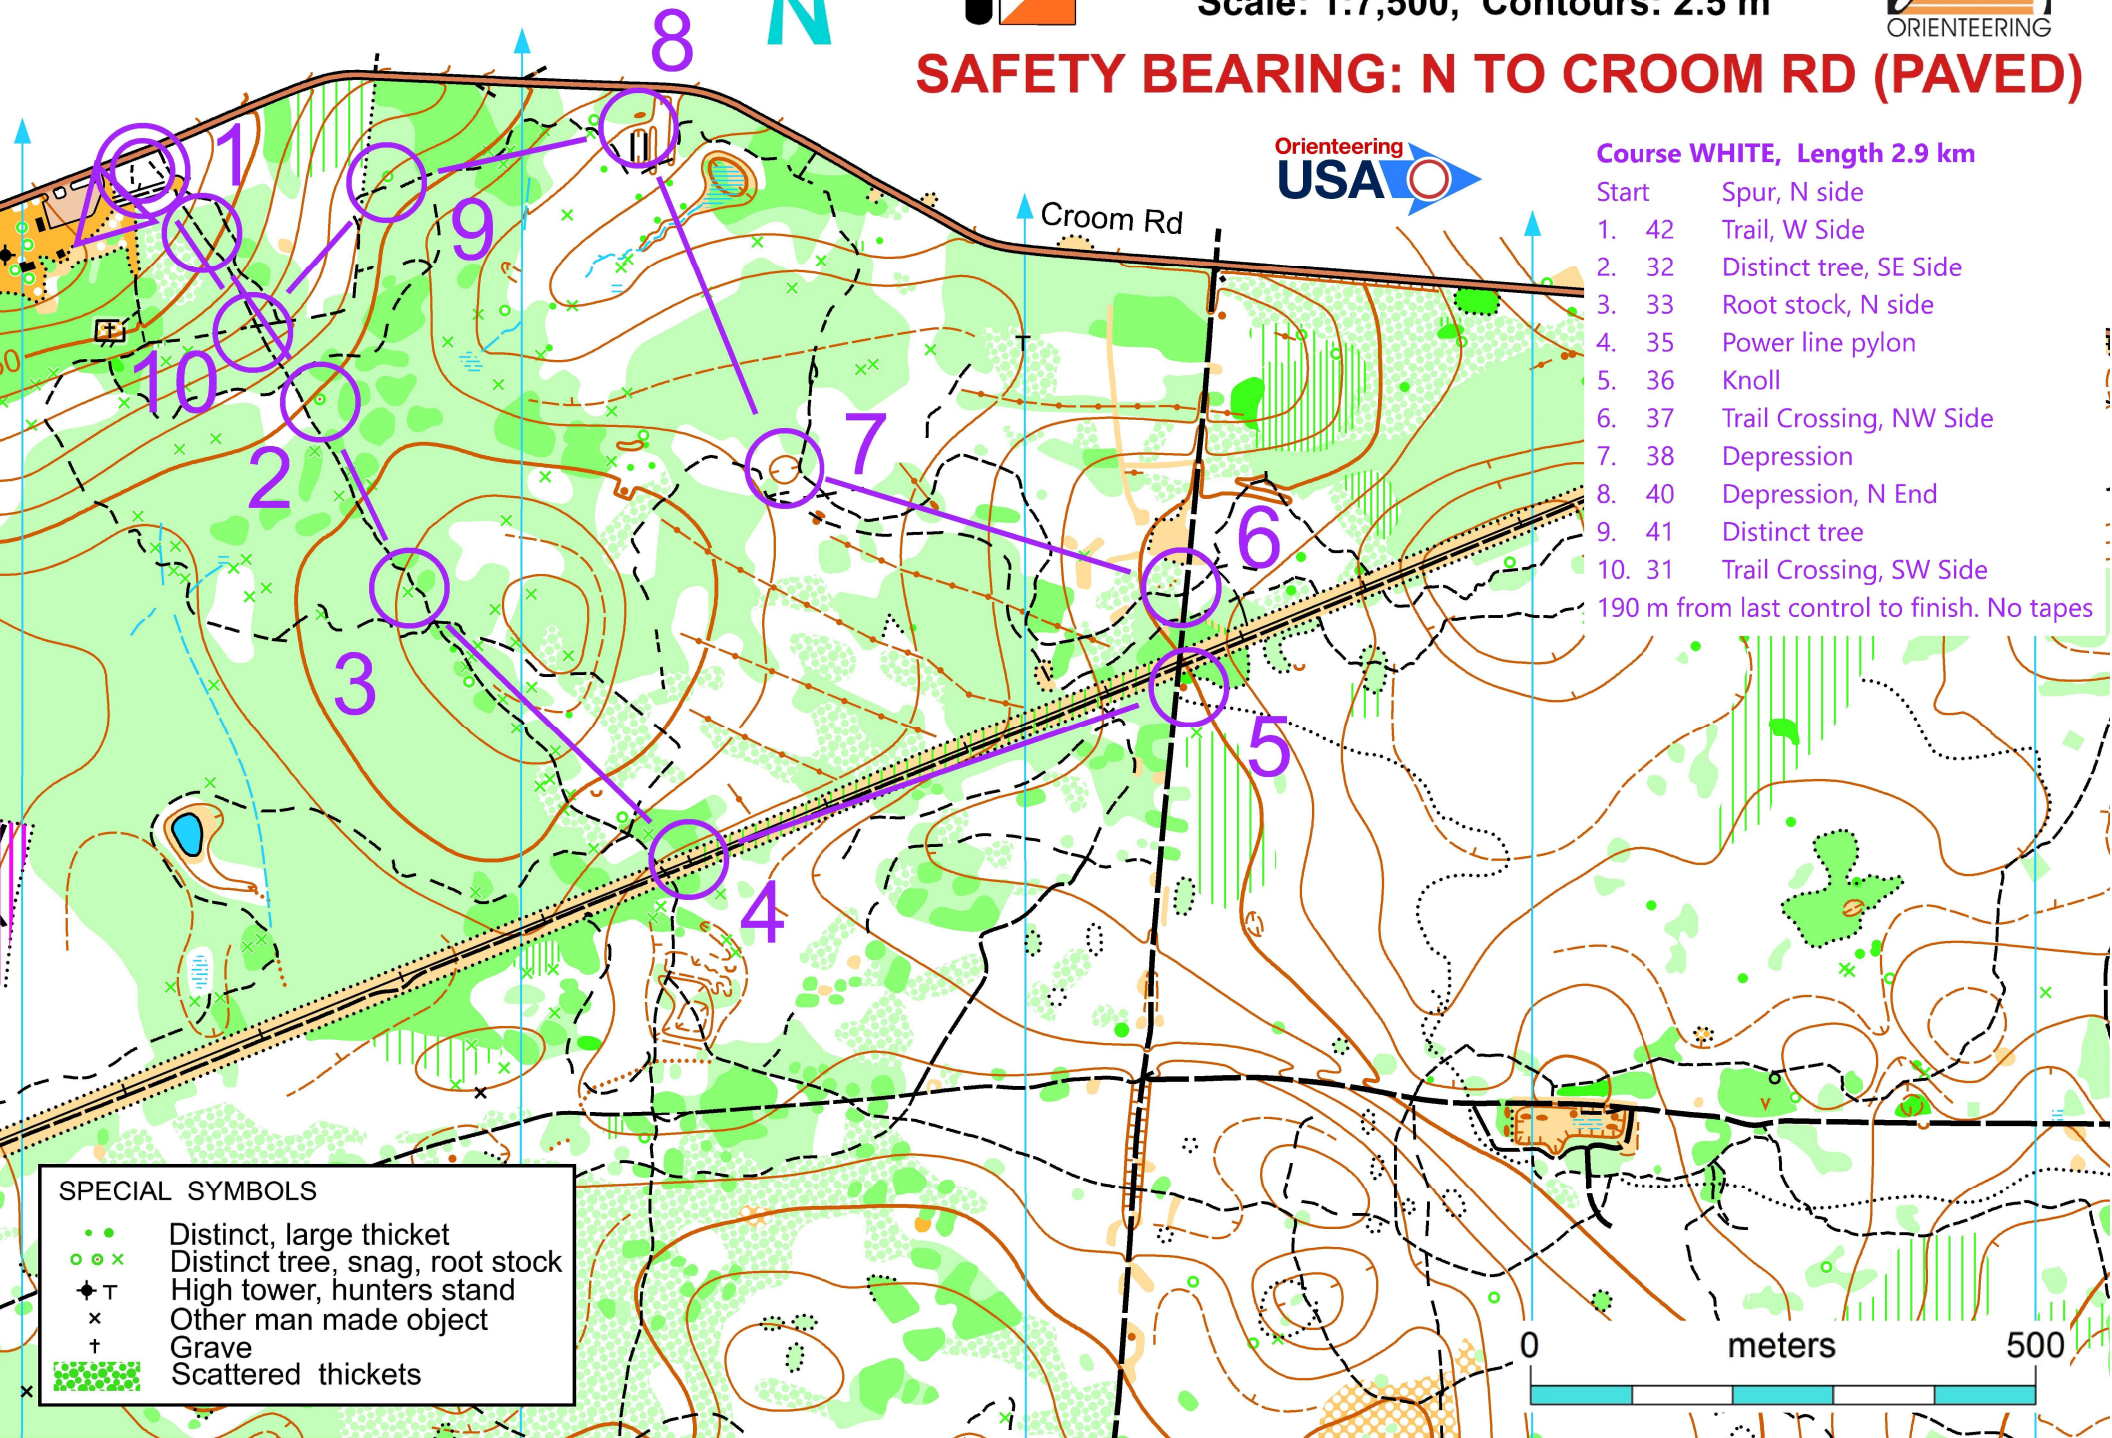 N
Scale: 1:7,500, Contours: 2.5 m
ORIENTEERING
SAFETY BEARING: N TO CROOM RD (PAVED)
Orienteering
USA
Course WHITE, Length 2.9 km
Start Spur, N side
1. 42 Trail, W Side
2. 32 Distinct tree, SE Side
3. 33 Root stock, N side
4. 35 Power line pylon
5. 36 Knoll
6. 37 Trail Crossing, NW Side
7. 38 Depression
8. 40 Depression, N End
9. 41 Distinct tree
10. 31 Trail Crossing, SW Side
190 m from last control to finish. No tapes
Croom Rd
8
1
9
10
7
2
6
3
5
4
SPECIAL SYMBOLS
Distinct, large thicket
Distinct tree, snag, root stock
High tower, hunters stand
Other man made object
Grave
Scattered thickets
0 meters 500